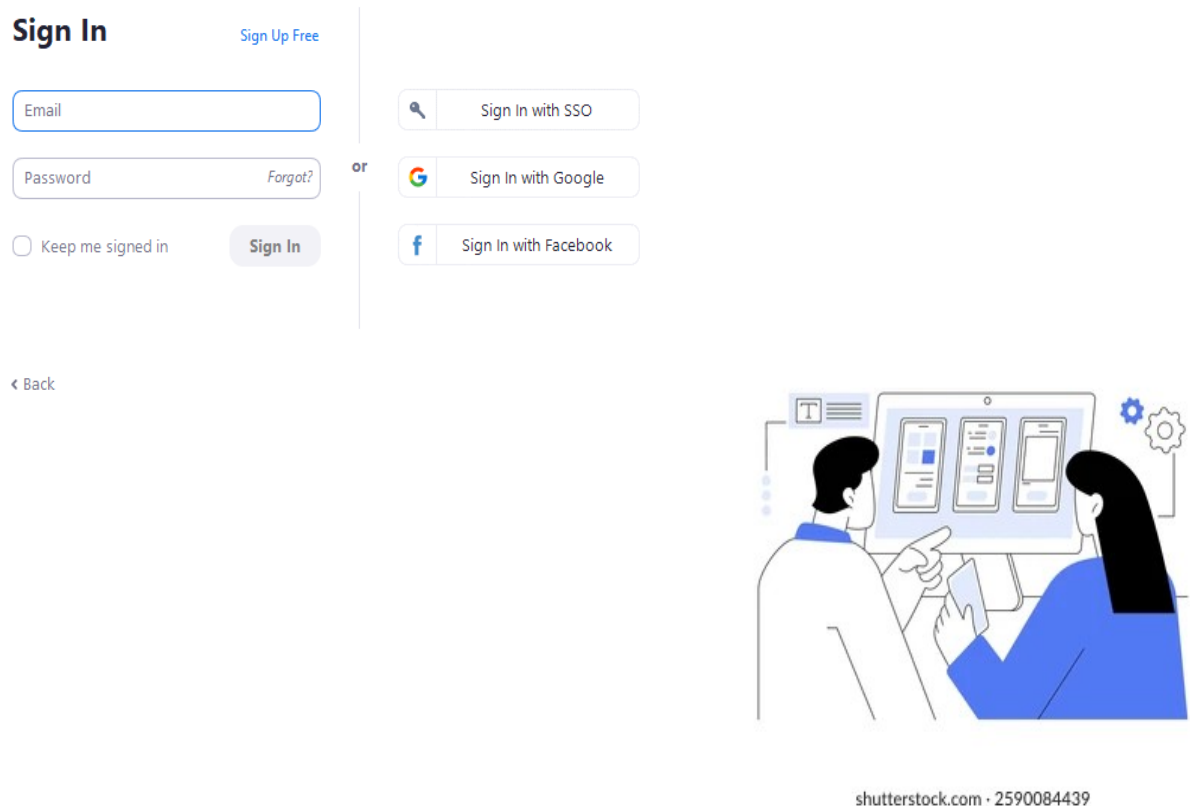 Sign In
Sign Up Free
Email
Password
Forgot?
Keep me signed in
Sign In
or
Sign In with SSO
Sign In with Google
Sign In with Facebook
Back
T
shutterstock.com · 2590084439